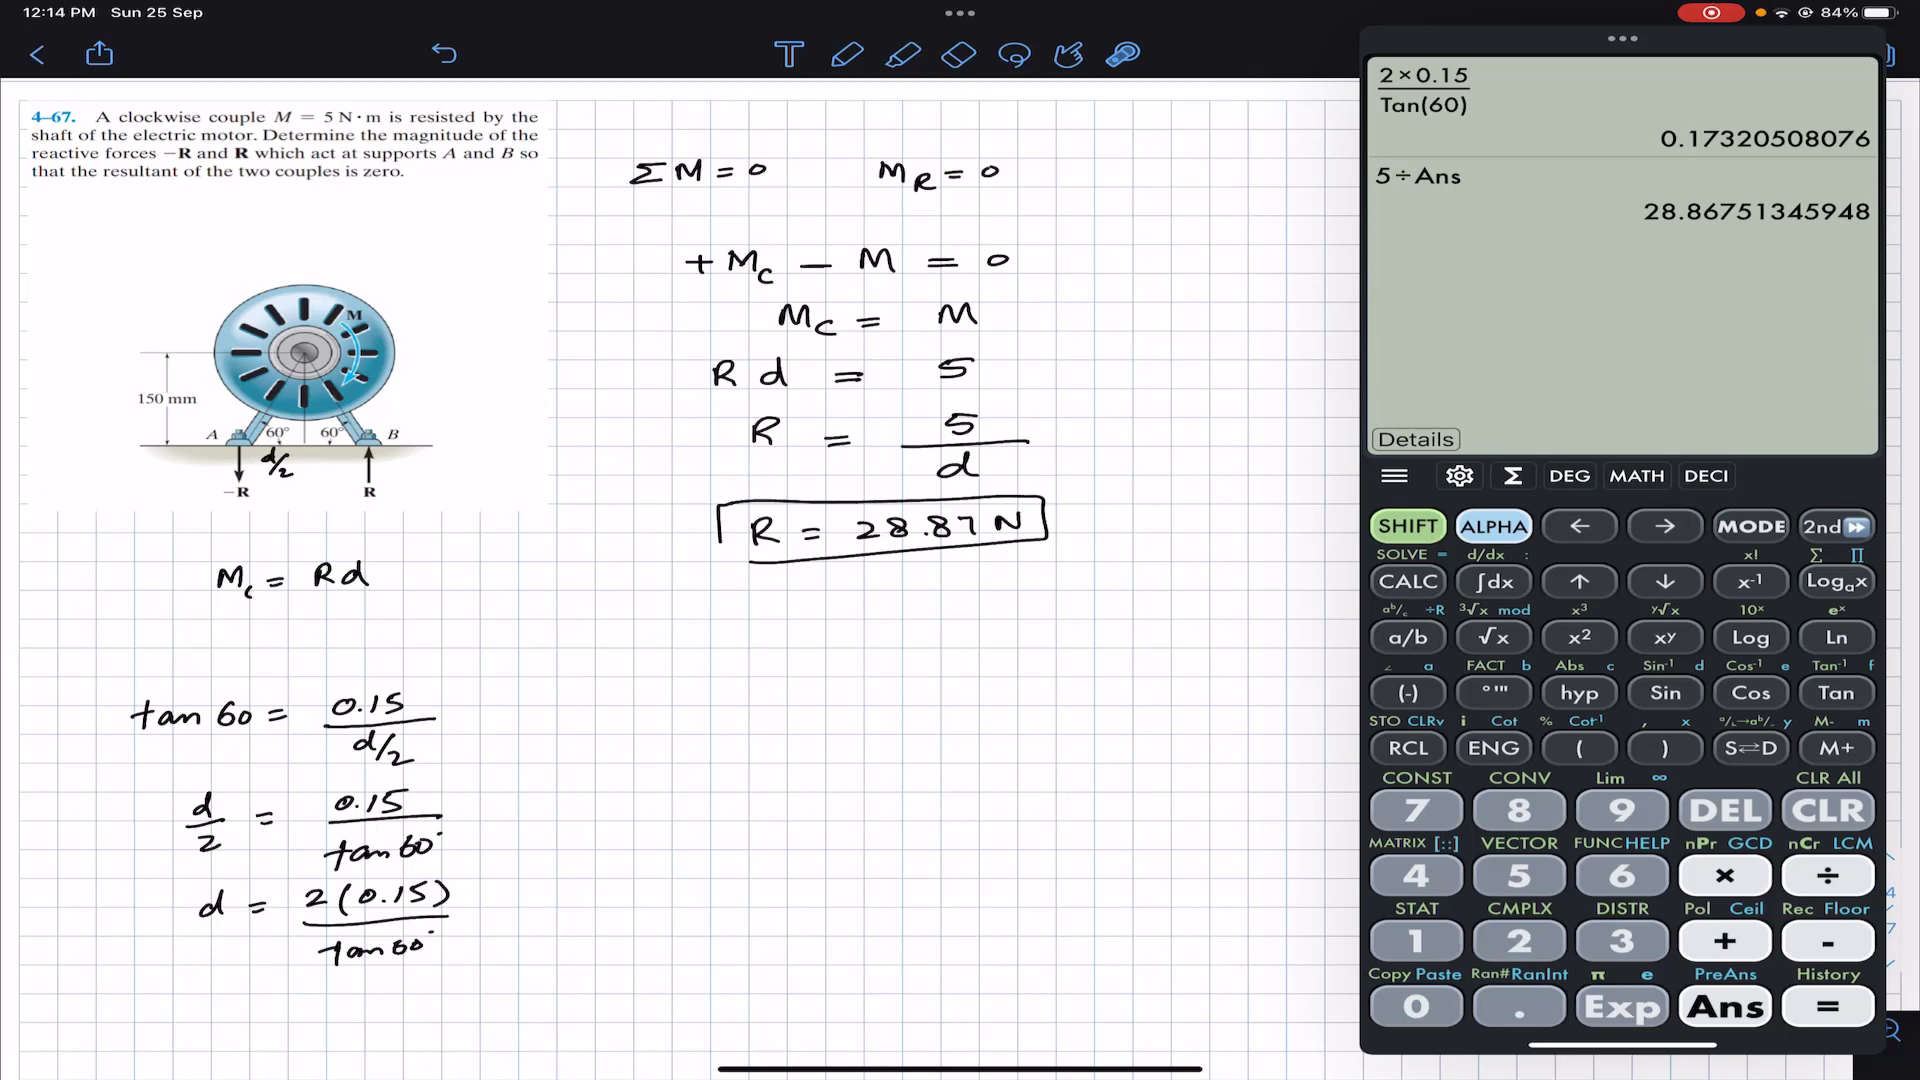 12:14 PM Sun 25 Sep
84%
4–67. A clockwise couple M = 5 N · m is resisted by the
shaft of the electric motor. Determine the magnitude of the
reactive forces −R and R which act at supports A and B so
that the resultant of the two couples is zero.
M
150 mm
A 60° 60° B
d/2
−R R
M_c = Rd
tan 60 = 0.15 / d/2
d/2 = 0.15 / tan 60°
d = 2(0.15) / tan 60°
ΣM = 0 M_R = 0
+ M_c − M = 0
M_c = M
R d = 5
R = 5 / d
R = 28.87 N
2×0.15
Tan(60)
0.17320508076
5÷Ans
28.86751345948
Details
Σ DEG MATH DECI
SHIFT ALPHA ← → MODE 2nd
SOLVE = d/dx : x! Σ Π
CALC ∫dx ↑ ↓ x⁻¹ Logₐx
aᵇ/c ÷R ³√x mod x³ ʸ√x 10ˣ eˣ
a/b √x x² xʸ Log Ln
∠ a FACT b Abs c Sin⁻¹ d Cos⁻¹ e Tan⁻¹ f
(-) °'" hyp Sin Cos Tan
STO CLRv i Cot % Cot⁻¹ , x y M- m
RCL ENG ( ) S⇄D M+
CONST CONV Lim ∞ CLR All
7 8 9 DEL CLR
MATRIX [::] VECTOR FUNC HELP nPr GCD nCr LCM
4 5 6 × ÷
STAT CMPLX DISTR Pol Ceil Rec Floor
1 2 3 + -
Copy Paste Ran# RanInt π e PreAns History
0 . Exp Ans =